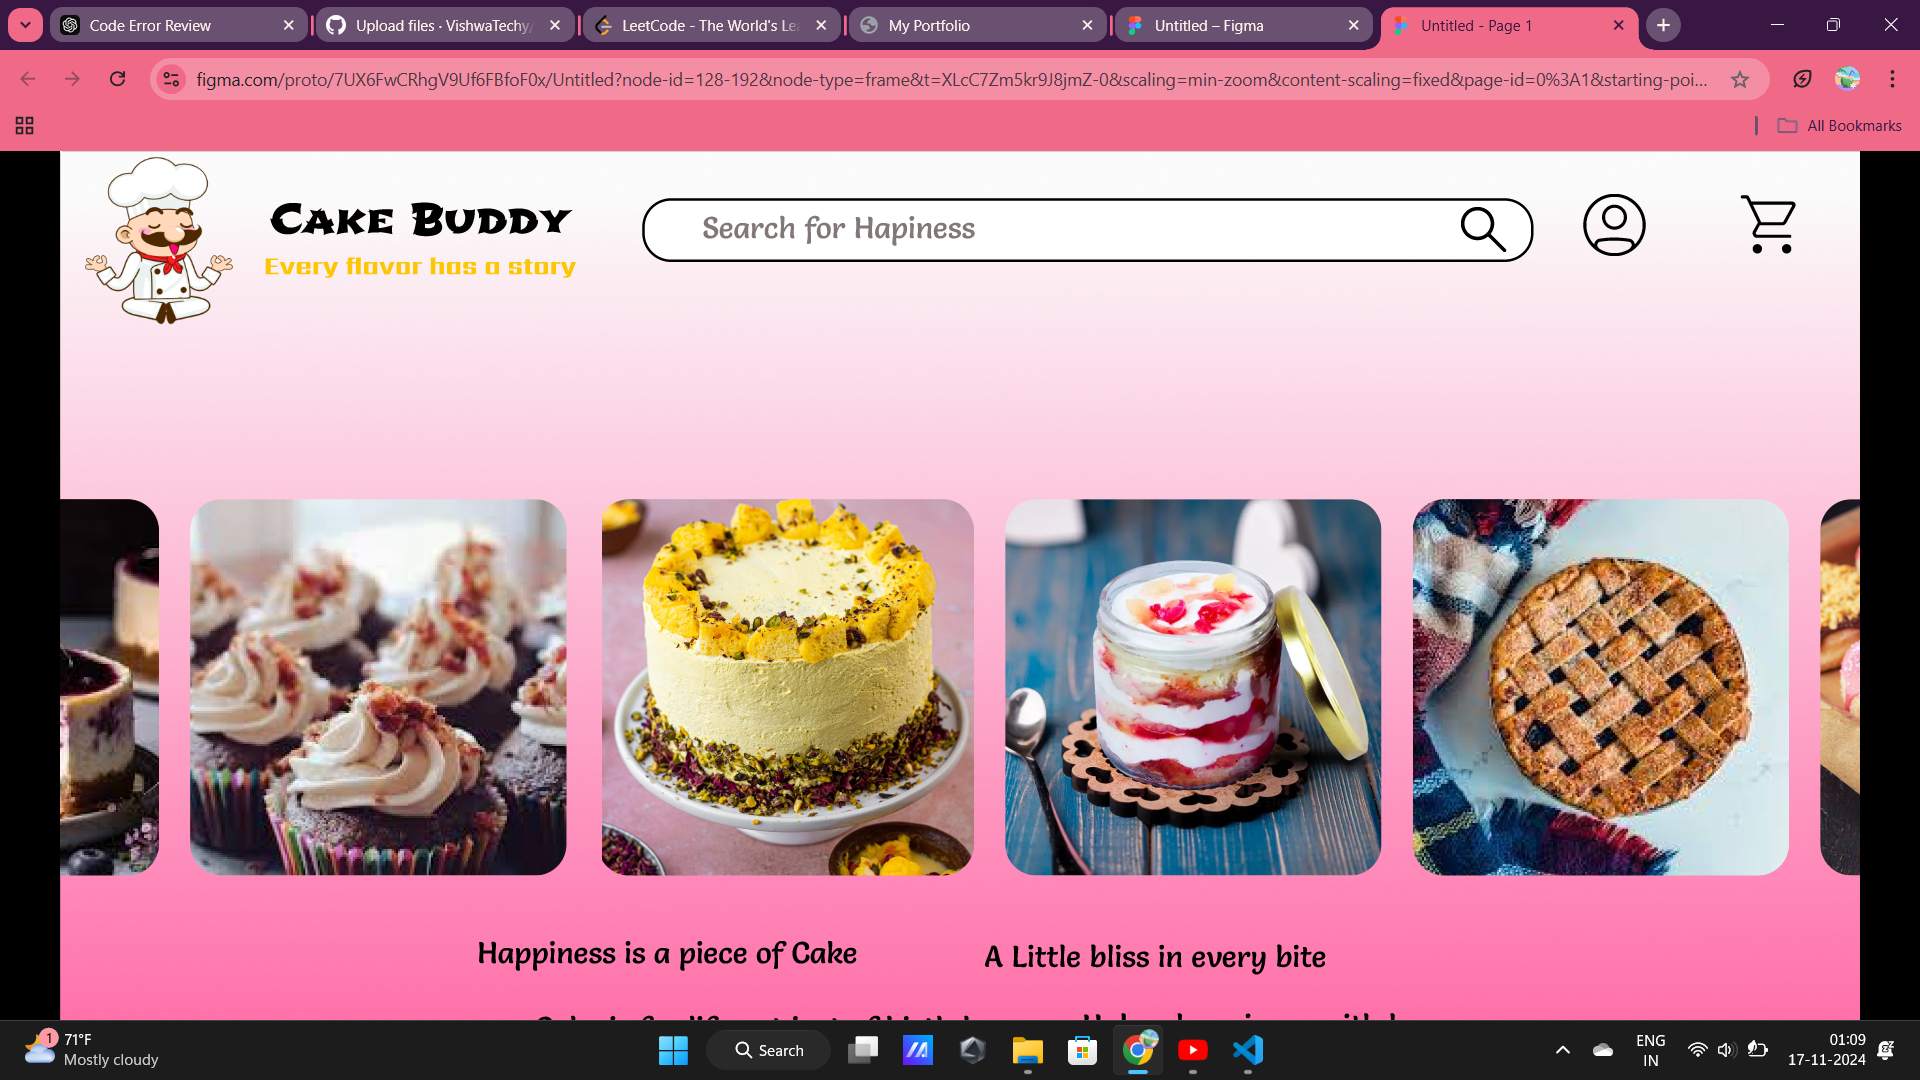 Code Error Review
Upload files · VishwaTechy/
LeetCode - The World's Lea
My Portfolio
Untitled – Figma
Untitled - Page 1
figma.com/proto/7UX6FwCRhgV9Uf6FBfoF0x/Untitled?node-id=128-192&node-type=frame&t=XLcC7Zm5kr9J8jmZ-0&scaling=min-zoom&content-scaling=fixed&page-id=0%3A1&starting-poi...
All Bookmarks
Cake Buddy
Every flavor has a story
Search for Hapiness
Happiness is a piece of Cake
A Little bliss in every bite
1
71°F
Mostly cloudy
Search
ENG
IN
01:09
17-11-2024